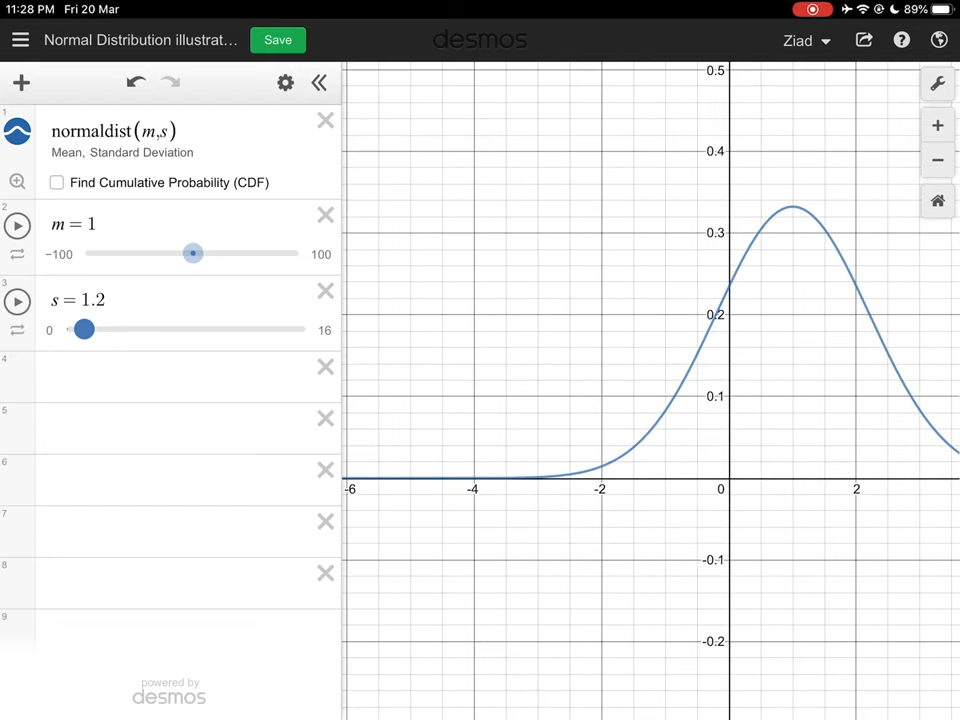 11:28 PM Fri 20 Mar
89%
Normal Distribution illustrat...
Save
desmos
Ziad
1
normaldist(m,s)
Mean, Standard Deviation
Find Cumulative Probability (CDF)
2
m = 1
−100
100
3
s = 1.2
0
16
4
5
6
7
8
9
powered by
desmos
0.5
0.4
0.3
0.2
0.1
-6
-4
-2
0
2
-0.1
-0.2